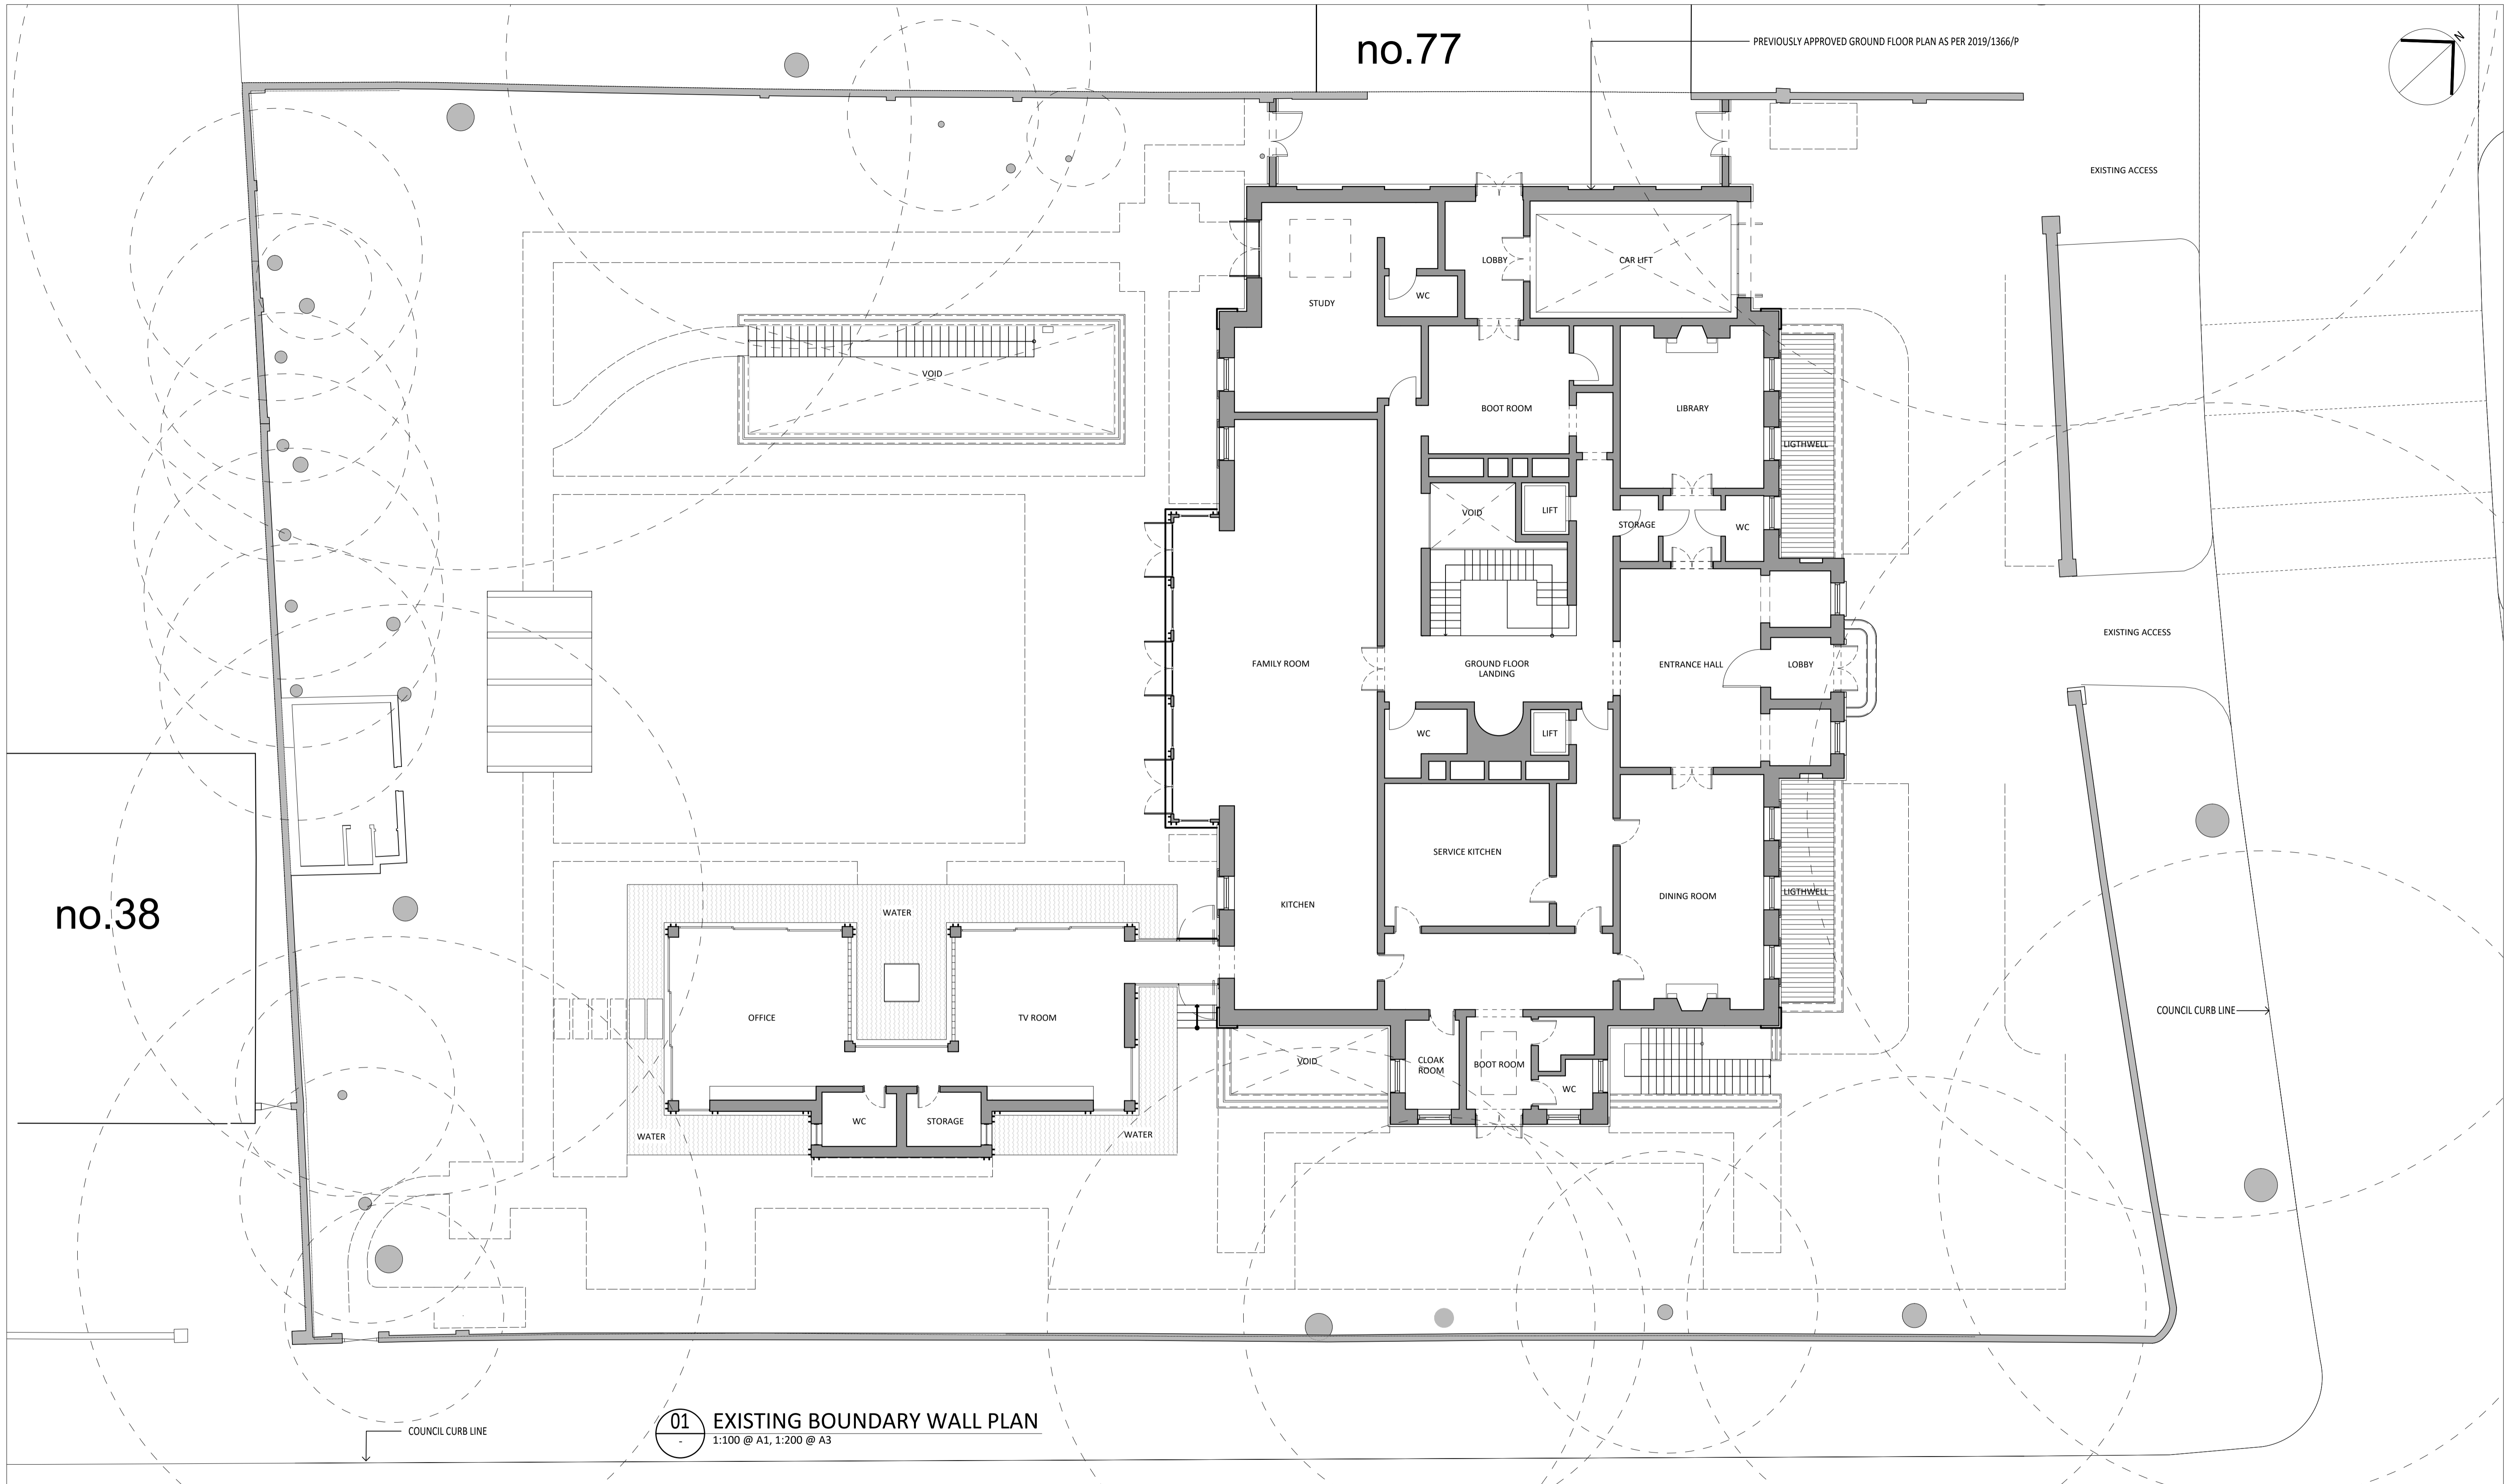 no.77
PREVIOUSLY APPROVED GROUND FLOOR PLAN AS PER 2019/1366/P
N
EXISTING ACCESS
LOBBY
CAR LIFT
WC
STUDY
VOID
BOOT ROOM
LIBRARY
LIGTHWELL
VOID
LIFT
STORAGE
WC
EXISTING ACCESS
FAMILY ROOM
GROUND FLOOR
LANDING
ENTRANCE HALL
LOBBY
WC
LIFT
SERVICE KITCHEN
DINING ROOM
LIGTHWELL
KITCHEN
no.38
WATER
OFFICE
TV ROOM
COUNCIL CURB LINE
VOID
CLOAK
ROOM
BOOT ROOM
WC
WC
STORAGE
WATER
WATER
01
-
EXISTING BOUNDARY WALL PLAN
1:100 @ A1, 1:200 @ A3
COUNCIL CURB LINE